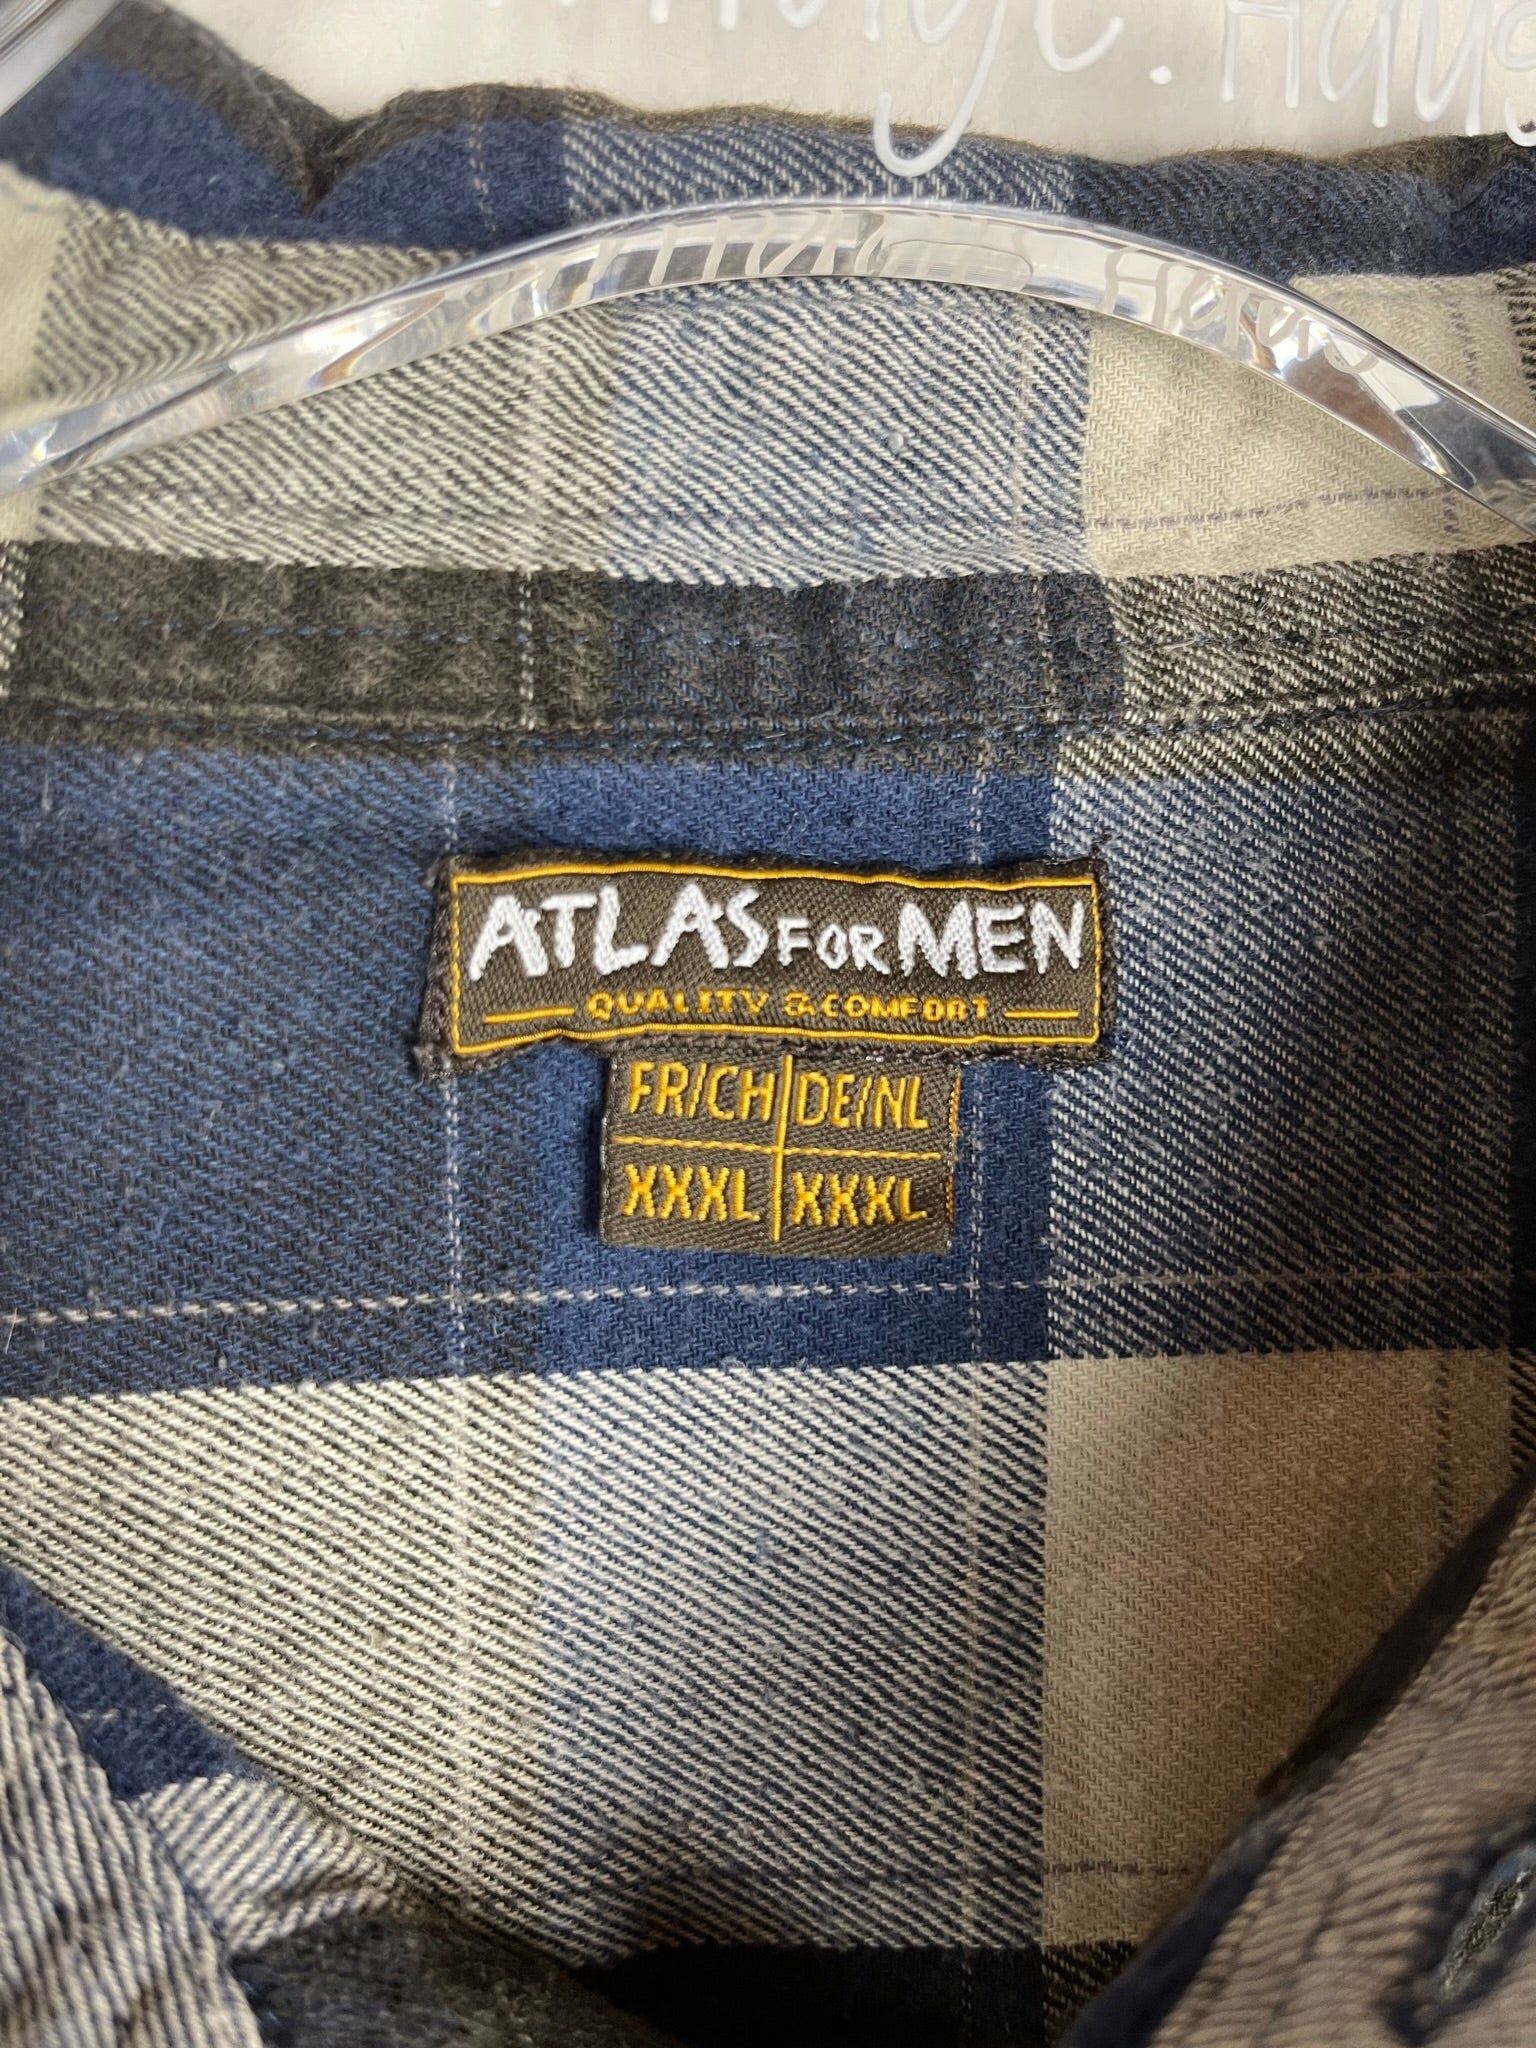 ATLAS FOR MEN
QUALITY & COMFORT
FR/CH DE/NL
XXXL XXXL